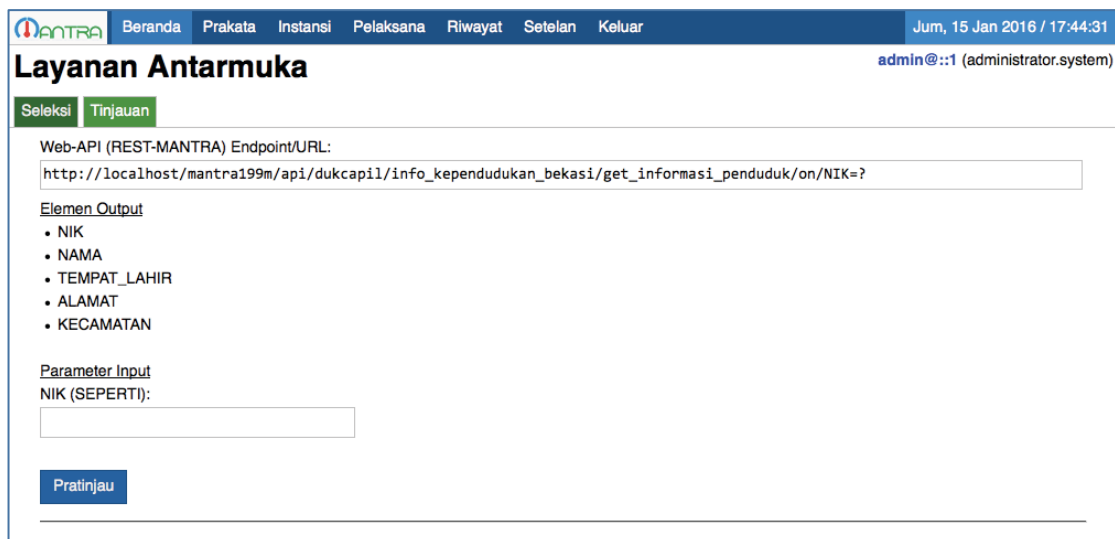 MANTRA Beranda Prakata Instansi Pelaksana Riwayat Setelan Keluar Jum, 15 Jan 2016 / 17:44:31
Layanan Antarmuka admin@::1 (administrator.system)
Seleksi Tinjauan
Web-API (REST-MANTRA) Endpoint/URL:
http://localhost/mantra199m/api/dukcapil/info_kependudukan_bekasi/get_informasi_penduduk/on/NIK=?
Elemen Output
• NIK
• NAMA
• TEMPAT_LAHIR
• ALAMAT
• KECAMATAN
Parameter Input
NIK (SEPERTI):
Pratinjau